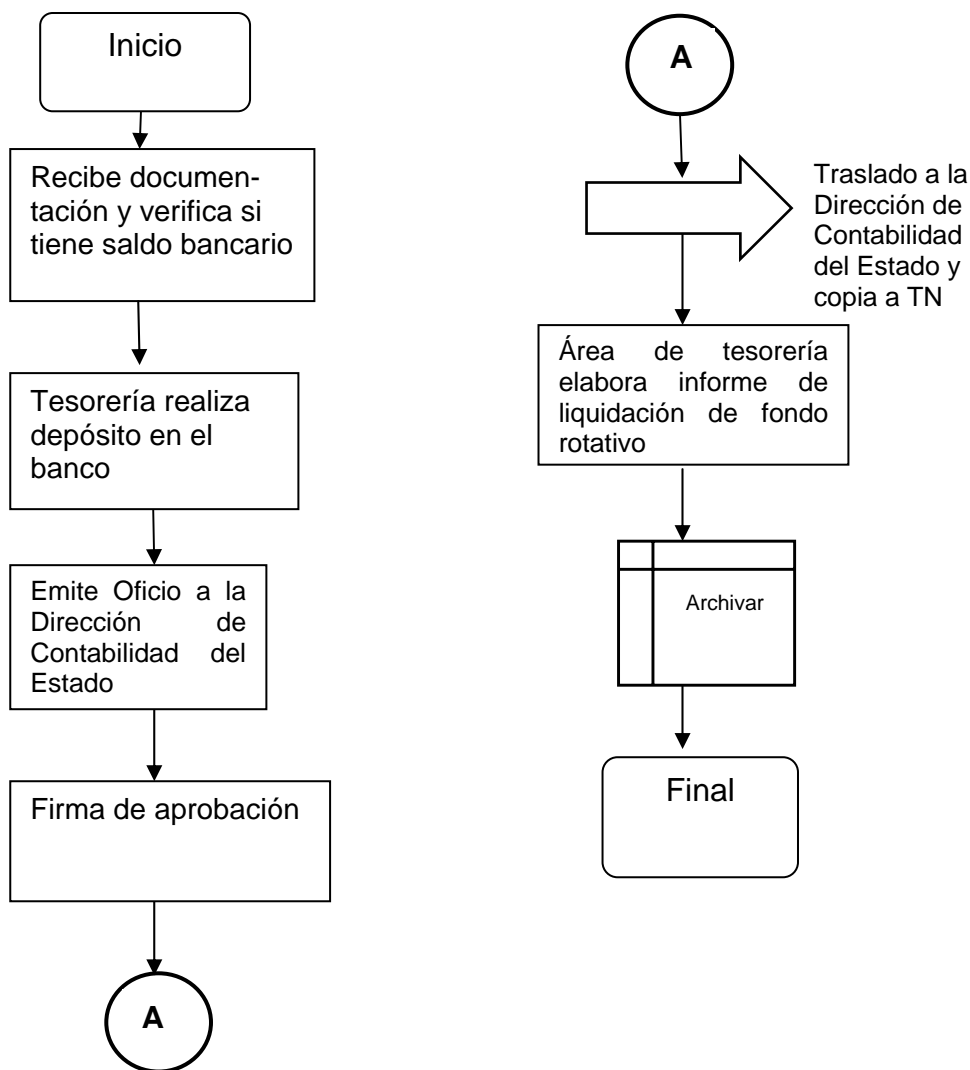 Inicio
Recibe documen-
tación y verifica si
tiene saldo bancario
Tesorería realiza
depósito en el
banco
Emite Oficio a la
Dirección de
Contabilidad del
Estado
Firma de aprobación
A
A
Traslado a la
Dirección de
Contabilidad
del Estado y
copia a TN
Área de tesorería
elabora informe de
liquidación de fondo
rotativo
Archivar
Final